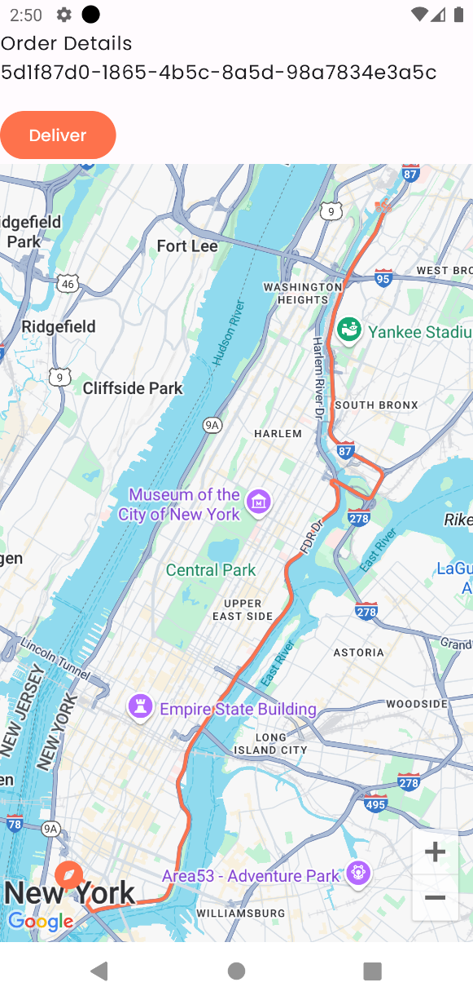 2:50
Order Details
5d1f87d0-1865-4b5c-8a5d-98a7834e3a5c
Deliver
87
9
idgefield
Park
Fort Lee
95
WEST BRO
46
WASHINGTON
HEIGHTS
Ridgefield
Yankee Stadiu
Hudson River
Harlem River Dr
9
Cliffside Park
SOUTH BRONX
9A
HARLEM
87
Museum of the
City of New York
278
Rike
FDR Dr
East River
gen
Central Park
LaGu
A
UPPER
EAST SIDE
278
Lincoln Tunnel
East River
ASTORIA
Grand
NEW JERSEY
NEW YORK
Empire State Building
WOODSIDE
LONG
ISLAND CITY
en
278
495
78
9A
Area53 - Adventure Park
New York
Google
WILLIAMSBURG